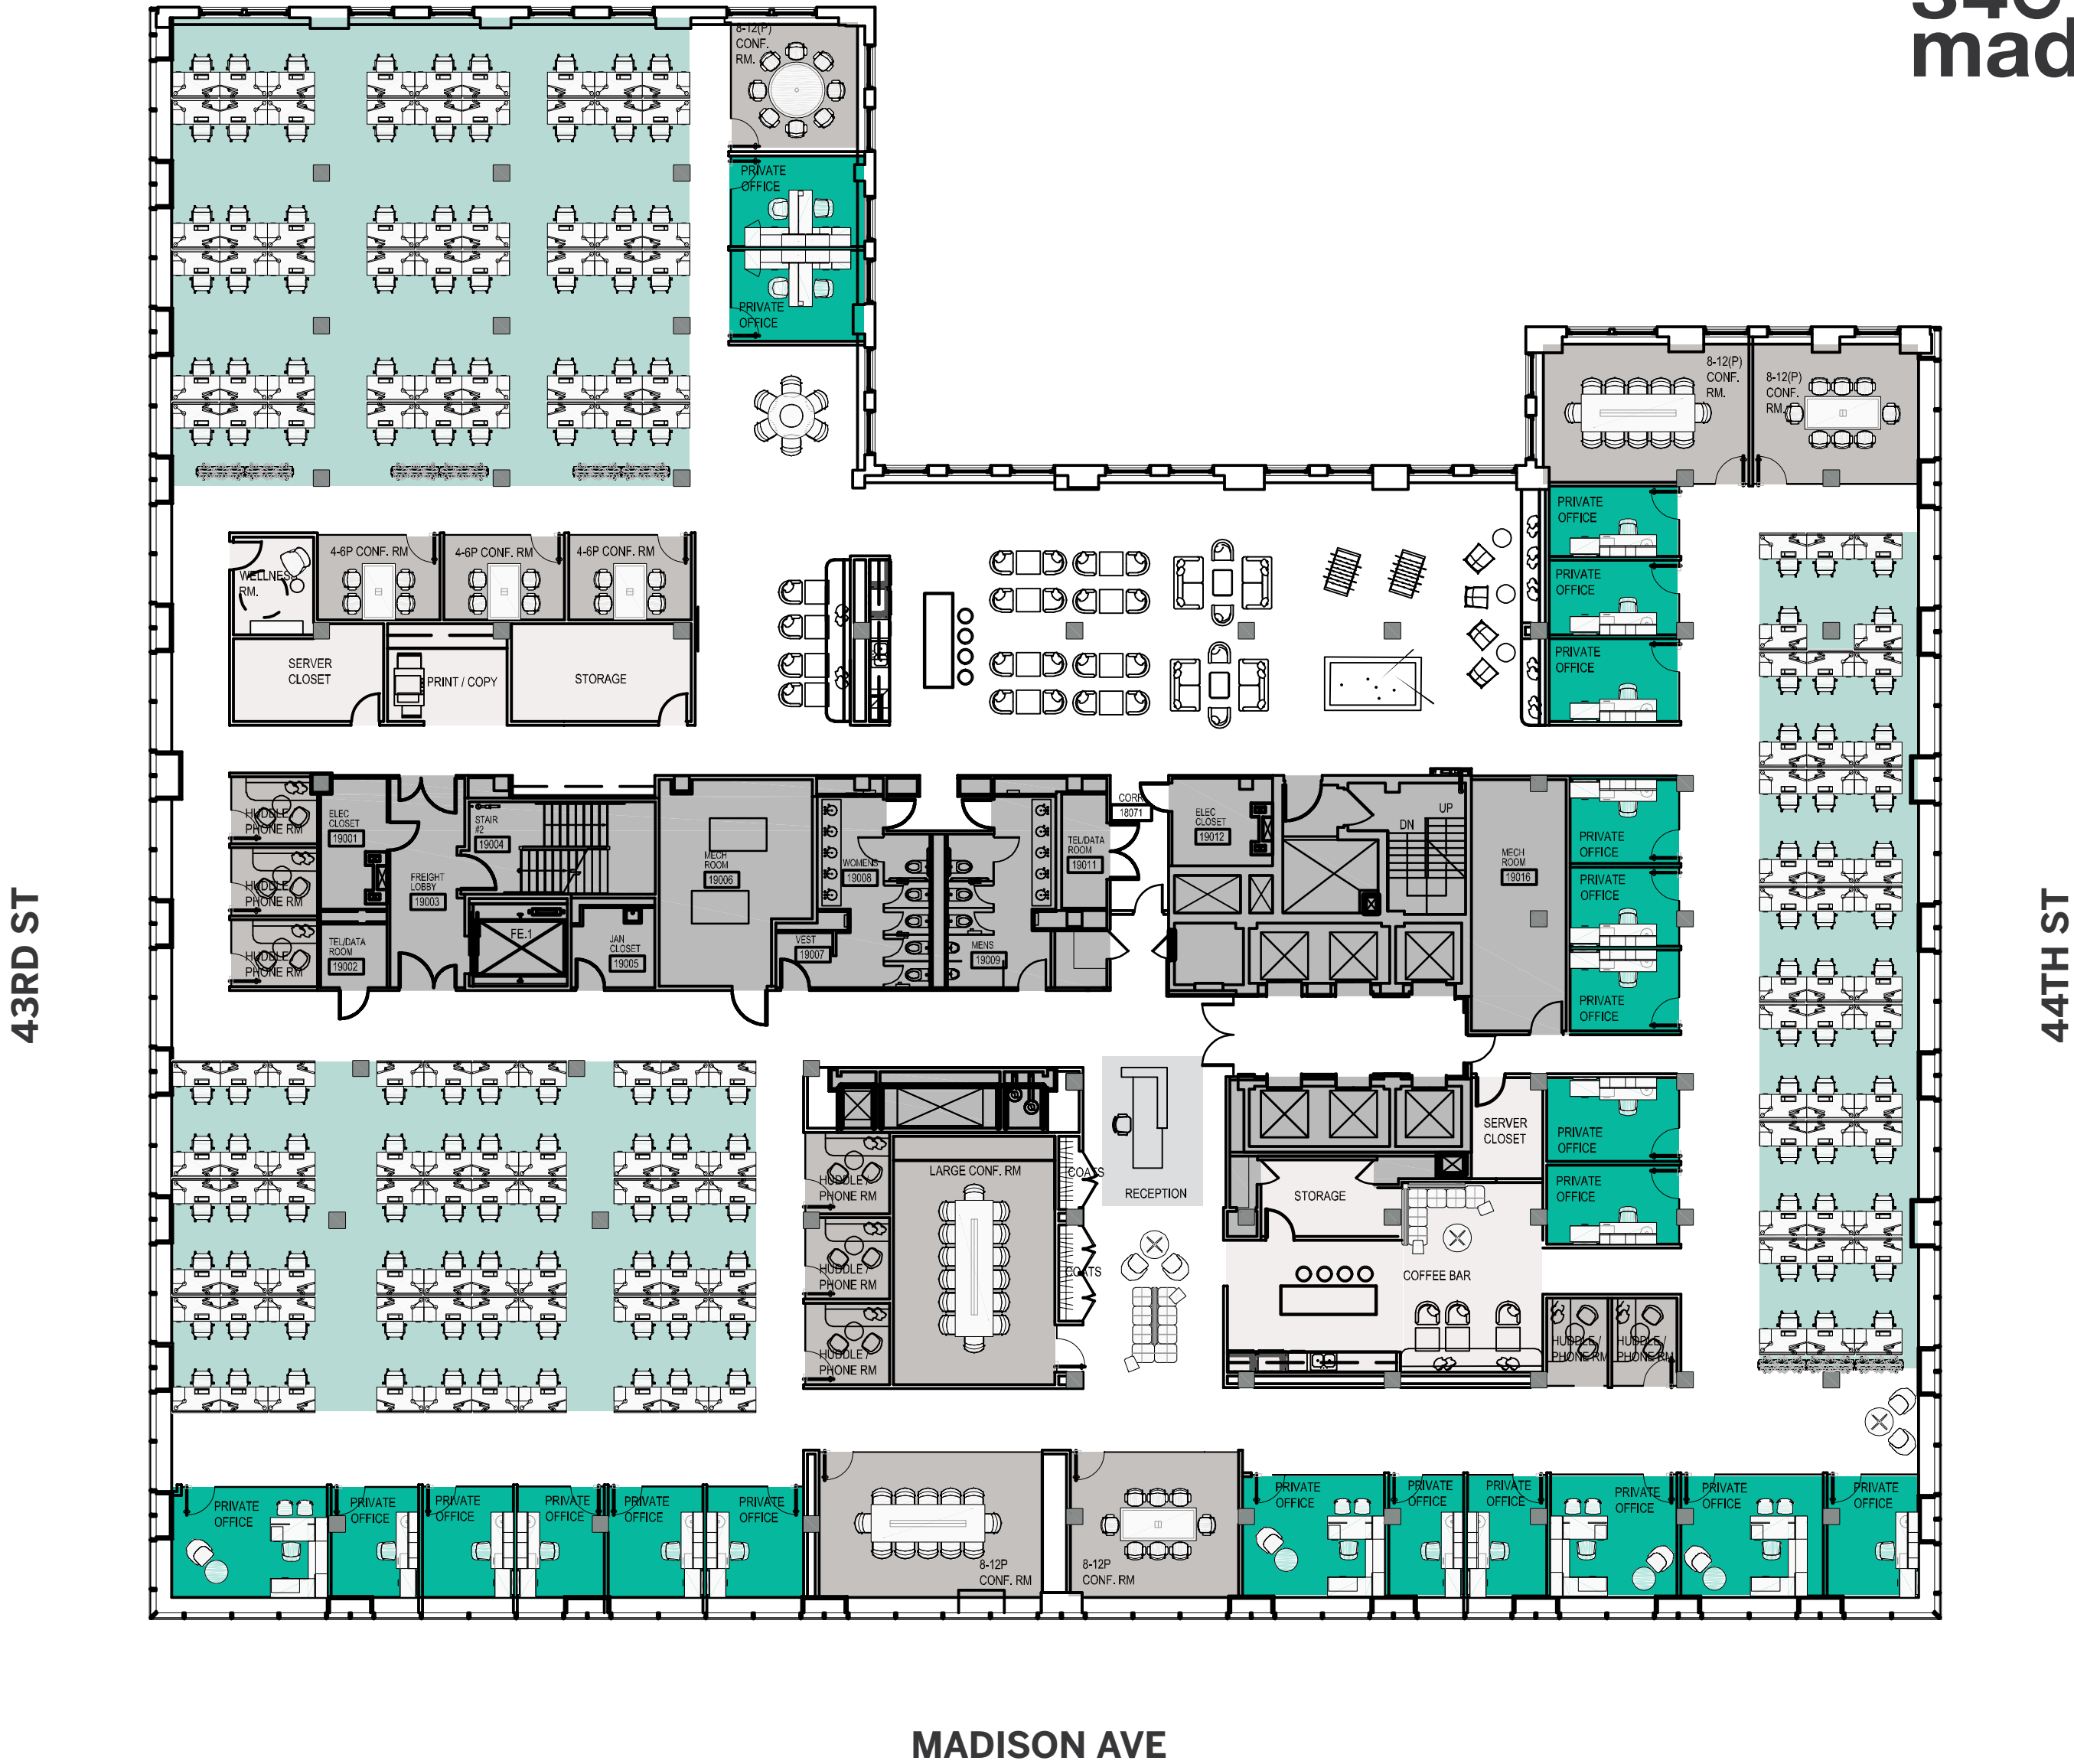 340
mad
8-12(P)
CONF.
RM.
PRIVATE
OFFICE
PRIVATE
OFFICE
8-12(P)
CONF.
RM.
8-12(P)
CONF.
RM.
PRIVATE
OFFICE
PRIVATE
OFFICE
PRIVATE
OFFICE
WELLNESS
RM.
4-6P CONF. RM
4-6P CONF. RM
4-6P CONF. RM
SERVER
CLOSET
PRINT / COPY
STORAGE
HUDDLE /
PHONE RM
HUDDLE /
PHONE RM
HUDDLE /
PHONE RM
ELEC
CLOSET
19001
TEL/DATA
ROOM
19002
FREIGHT
LOBBY
19003
STAIR
#2
19004
FE.1
JAN
CLOSET
19005
MECH
ROOM
19006
VEST
19007
WOMENS
19008
MENS
19009
TEL/DATA
ROOM
19011
CORR
18071
ELEC
CLOSET
19012
UP
DN
MECH
ROOM
19016
PRIVATE
OFFICE
PRIVATE
OFFICE
PRIVATE
OFFICE
43RD ST
44TH ST
HUDDLE /
PHONE RM
HUDDLE /
PHONE RM
HUDDLE /
PHONE RM
LARGE CONF. RM
COATS
COATS
RECEPTION
STORAGE
SERVER
CLOSET
COFFEE BAR
PRIVATE
OFFICE
PRIVATE
OFFICE
HUDDLE /
PHONE RM
HUDDLE /
PHONE RM
PRIVATE
OFFICE
PRIVATE
OFFICE
PRIVATE
OFFICE
PRIVATE
OFFICE
PRIVATE
OFFICE
PRIVATE
OFFICE
8-12P
CONF. RM
8-12P
CONF. RM
PRIVATE
OFFICE
PRIVATE
OFFICE
PRIVATE
OFFICE
PRIVATE
OFFICE
PRIVATE
OFFICE
PRIVATE
OFFICE
MADISON AVE